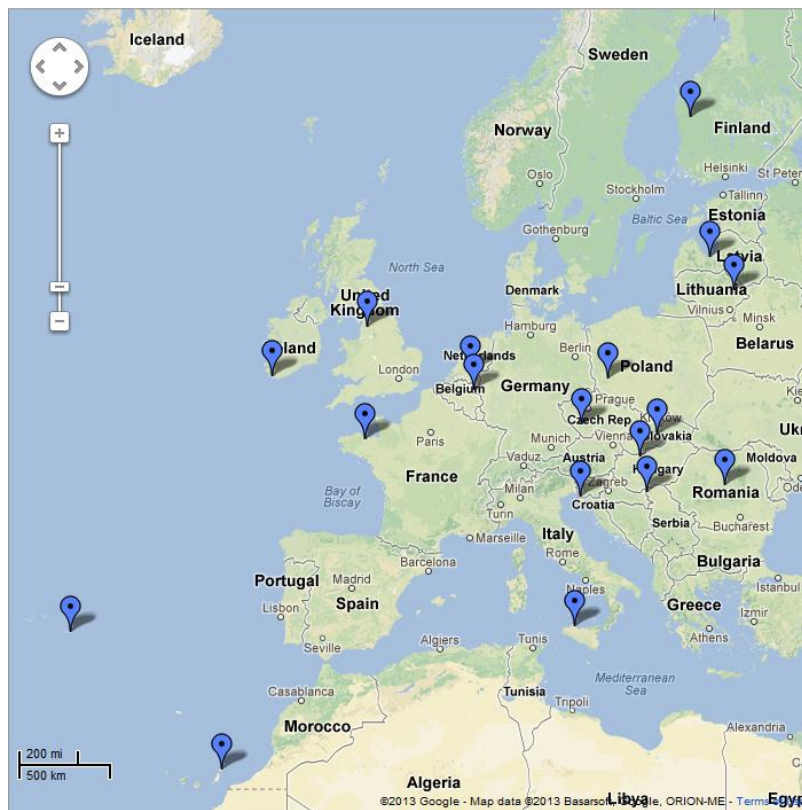 Iceland
Sweden
Finland
Norway
Oslo
Helsinki
St Peter
Stockholm
Tallinn
Estonia
Baltic Sea
Gothenburg
Latvia
North Sea
Denmark
Lithuania
United
Kingdom
Vilnius
Minsk
Hamburg
Belarus
Ireland
Netherlands
Berlin
Poland
London
Belgium
Germany
Prague
Kiev
Krakow
Czech Rep
Ukr
Paris
Slovakia
Munich
Vienna
Moldova
Austria
Vaduz
Hungary
France
Zagreb
Romania
Ode
Bay of
Biscay
Milan
Croatia
Turin
Serbia
Bucharest
Italy
Marseille
Bulgaria
Rome
Barcelona
Portugal
Madrid
Istanbul
Naples
Spain
Greece
Lisbon
Izmir
Athens
Seville
Algiers
Tunis
Mediterranean
Sea
Casablanca
Tunisia
Tripoli
Morocco
Alexandria
200 mi
500 km
Algeria
Libya
Egyp
©2013 Google - Map data ©2013 Basarsoft, Google, ORION-ME - Terms of Use